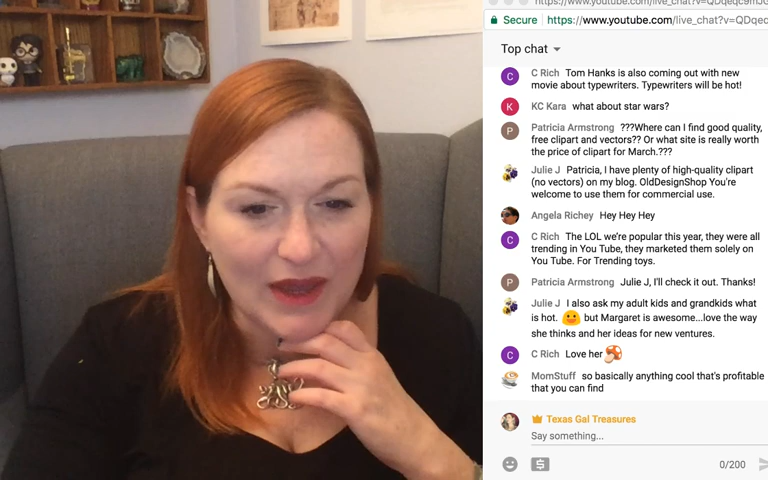 https://www.youtube.com/live_chat?v=QDqeqc9mJG
Secure https://www.youtube.com/live_chat?v=QDqeq
Top chat
C Rich Tom Hanks is also coming out with new
movie about typewriters. Typewriters will be hot!
KC Kara what about star wars?
Patricia Armstrong ???Where can I find good quality,
free clipart and vectors?? Or what site is really worth
the price of clipart for March.???
Julie J Patricia, I have plenty of high-quality clipart
(no vectors) on my blog. OldDesignShop You're
welcome to use them for commercial use.
Angela Richey Hey Hey Hey
C Rich The LOL we're popular this year, they were all
trending in You Tube, they marketed them solely on
You Tube. For Trending toys.
Patricia Armstrong Julie J, I'll check it out. Thanks!
Julie J I also ask my adult kids and grandkids what
is hot. but Margaret is awesome...love the way
she thinks and her ideas for new ventures.
C Rich Love her
MomStuff so basically anything cool that's profitable
that you can find
Texas Gal Treasures
Say something...
0/200